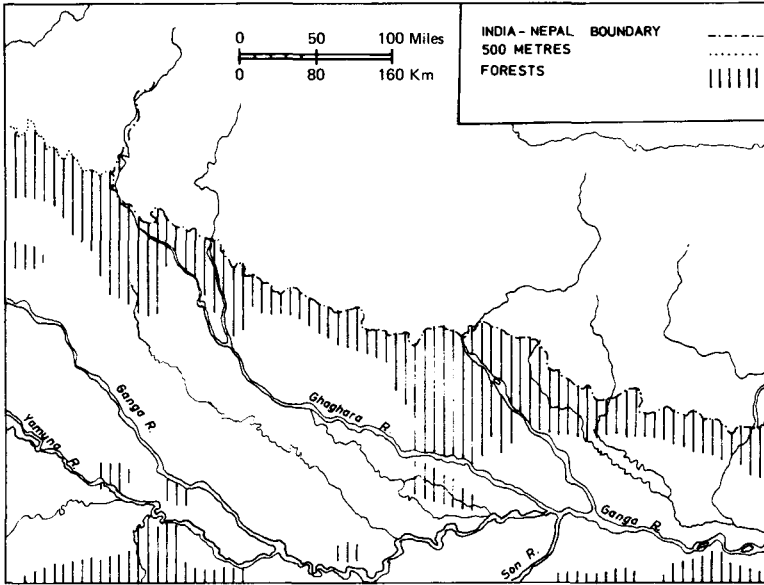 0 50 100 Miles
0 80 160 Km
INDIA - NEPAL BOUNDARY
500 METRES
FORESTS
Ganga R.
Yamuna R.
Ghaghara R.
Ganga R.
Son R.